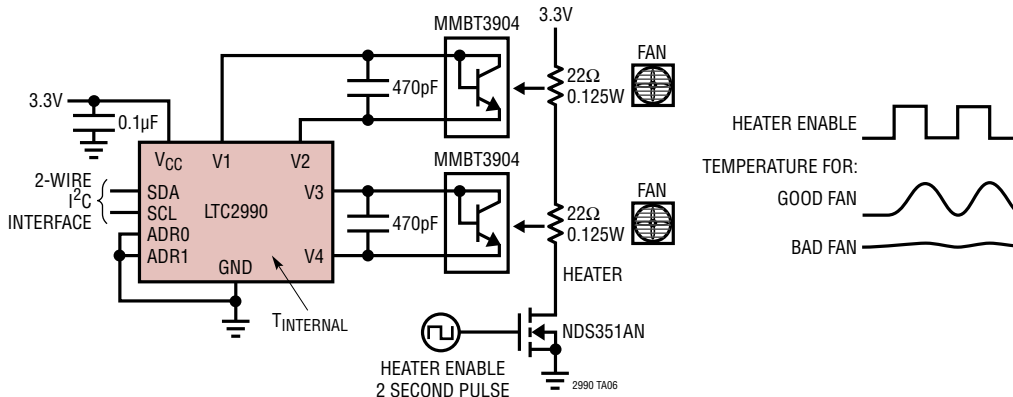 MMBT3904
3.3V
FAN
470pF
22Ω
0.125W
3.3V
0.1µF
VCC
V1
V2
2-WIRE
I2C
INTERFACE
SDA
SCL
ADR0
ADR1
LTC2990
GND
V3
V4
TINTERNAL
MMBT3904
470pF
FAN
22Ω
0.125W
HEATER
NDS351AN
HEATER ENABLE
2 SECOND PULSE
2990 TA06
HEATER ENABLE
TEMPERATURE FOR:
GOOD FAN
BAD FAN